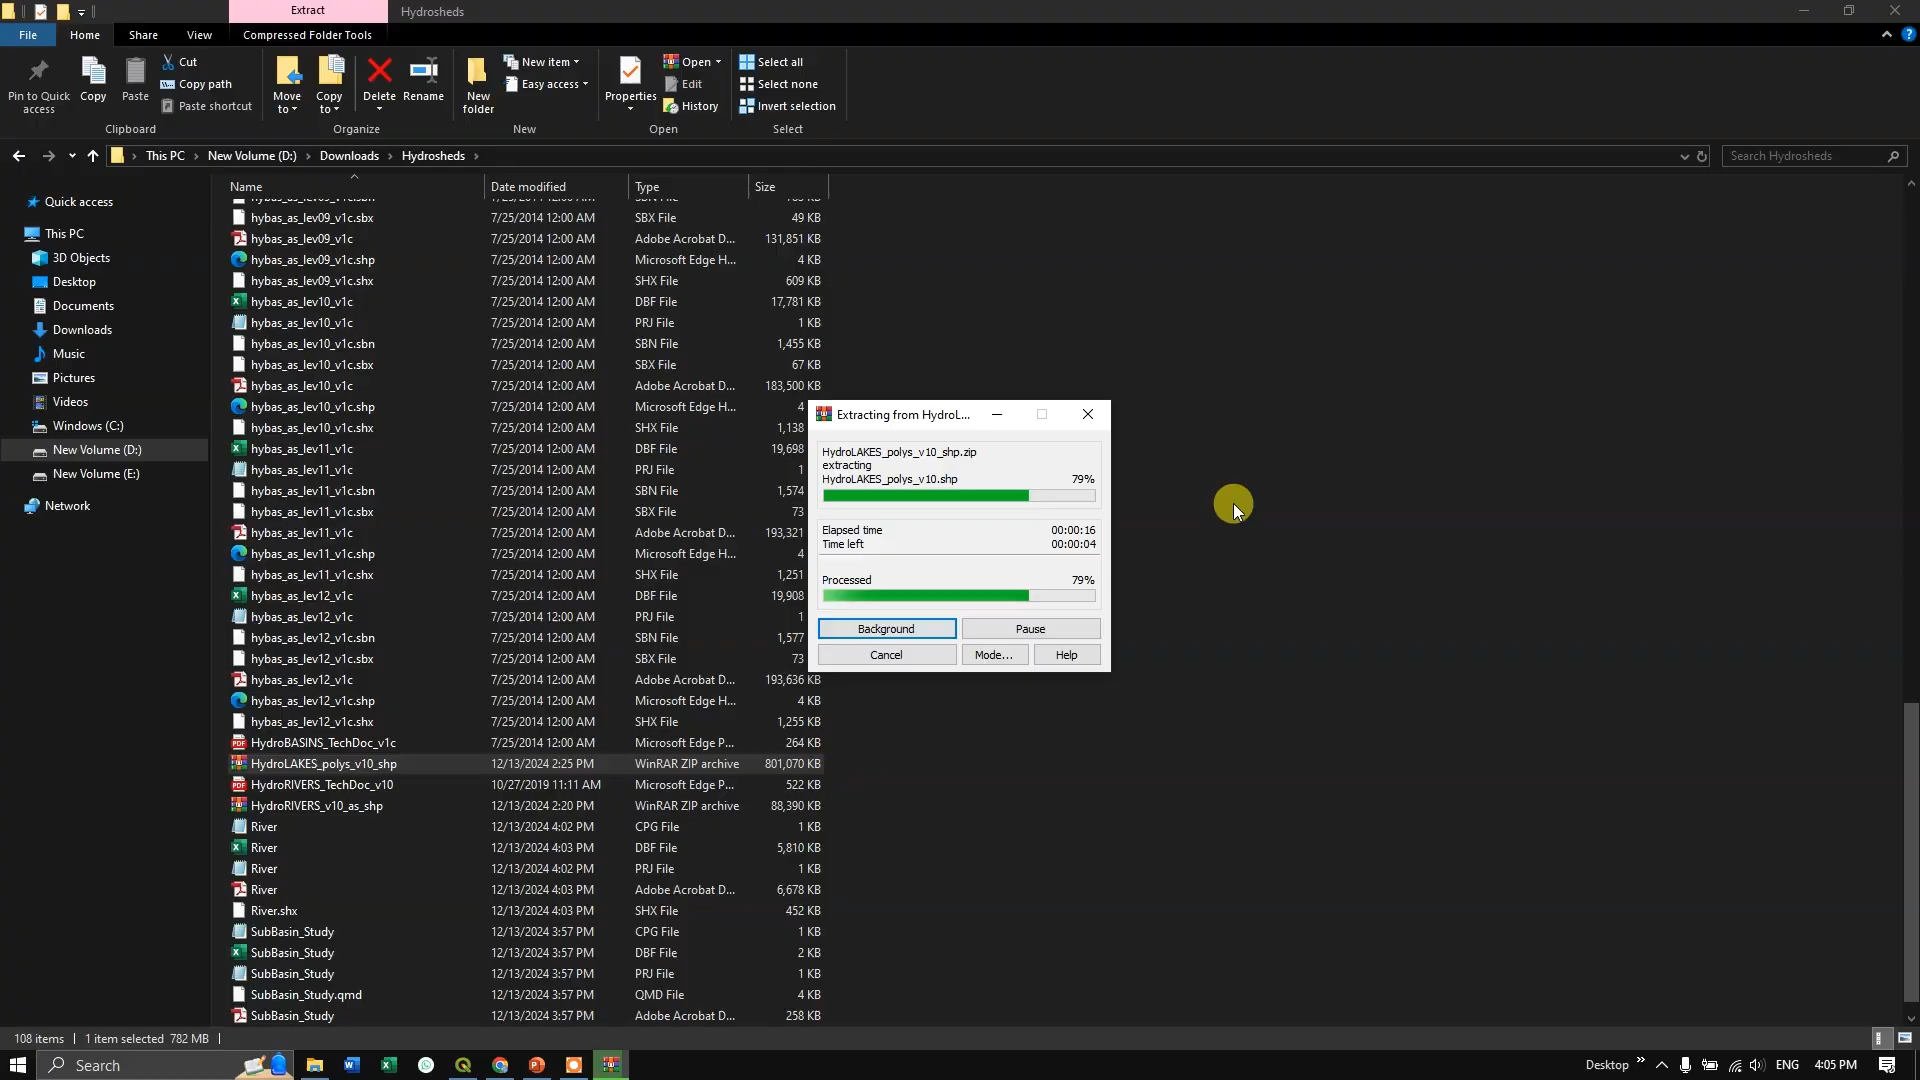 Extract
Hydrosheds
File
Home
Share
View
Compressed Folder Tools
Pin to Quick access
Copy
Paste
Cut
Copy path
Paste shortcut
Clipboard
Move to
Copy to
Delete
Rename
Organize
New folder
New item
Easy access
New
Properties
Open
Edit
History
Open
Select all
Select none
Invert selection
Select
This PC
New Volume (D:)
Downloads
Hydrosheds
Search Hydrosheds
Quick access
This PC
3D Objects
Desktop
Documents
Downloads
Music
Pictures
Videos
Windows (C:)
New Volume (D:)
New Volume (E:)
Network
Name Date modified Type Size
hybas_as_lev09_v1c.sbx 7/25/2014 12:00 AM SBX File 49 KB
hybas_as_lev09_v1c 7/25/2014 12:00 AM Adobe Acrobat D... 131,851 KB
hybas_as_lev09_v1c.shp 7/25/2014 12:00 AM Microsoft Edge H... 4 KB
hybas_as_lev09_v1c.shx 7/25/2014 12:00 AM SHX File 609 KB
hybas_as_lev10_v1c 7/25/2014 12:00 AM DBF File 17,781 KB
hybas_as_lev10_v1c 7/25/2014 12:00 AM PRJ File 1 KB
hybas_as_lev10_v1c.sbn 7/25/2014 12:00 AM SBN File 1,455 KB
hybas_as_lev10_v1c.sbx 7/25/2014 12:00 AM SBX File 67 KB
hybas_as_lev10_v1c 7/25/2014 12:00 AM Adobe Acrobat D... 183,500 KB
hybas_as_lev10_v1c.shp 7/25/2014 12:00 AM Microsoft Edge H... 4
hybas_as_lev10_v1c.shx 7/25/2014 12:00 AM SHX File 1,138
hybas_as_lev11_v1c 7/25/2014 12:00 AM DBF File 19,698
hybas_as_lev11_v1c 7/25/2014 12:00 AM PRJ File 1
hybas_as_lev11_v1c.sbn 7/25/2014 12:00 AM SBN File 1,574
hybas_as_lev11_v1c.sbx 7/25/2014 12:00 AM SBX File 73
hybas_as_lev11_v1c 7/25/2014 12:00 AM Adobe Acrobat D... 193,321
hybas_as_lev11_v1c.shp 7/25/2014 12:00 AM Microsoft Edge H... 4
hybas_as_lev11_v1c.shx 7/25/2014 12:00 AM SHX File 1,251
hybas_as_lev12_v1c 7/25/2014 12:00 AM DBF File 19,908
hybas_as_lev12_v1c 7/25/2014 12:00 AM PRJ File 1
hybas_as_lev12_v1c.sbn 7/25/2014 12:00 AM SBN File 1,577
hybas_as_lev12_v1c.sbx 7/25/2014 12:00 AM SBX File 73
hybas_as_lev12_v1c 7/25/2014 12:00 AM Adobe Acrobat D... 193,636 KB
hybas_as_lev12_v1c.shp 7/25/2014 12:00 AM Microsoft Edge H... 4 KB
hybas_as_lev12_v1c.shx 7/25/2014 12:00 AM SHX File 1,255 KB
HydroBASINS_TechDoc_v1c 7/25/2014 12:00 AM Microsoft Edge P... 264 KB
HydroLAKES_polys_v10_shp 12/13/2024 2:25 PM WinRAR ZIP archive 801,070 KB
HydroRIVERS_TechDoc_v10 10/27/2019 11:11 AM Microsoft Edge P... 522 KB
HydroRIVERS_v10_as_shp 12/13/2024 2:20 PM WinRAR ZIP archive 88,390 KB
River 12/13/2024 4:02 PM CPG File 1 KB
River 12/13/2024 4:03 PM DBF File 5,810 KB
River 12/13/2024 4:02 PM PRJ File 1 KB
River 12/13/2024 4:03 PM Adobe Acrobat D... 6,678 KB
River.shx 12/13/2024 4:03 PM SHX File 452 KB
SubBasin_Study 12/13/2024 3:57 PM CPG File 1 KB
SubBasin_Study 12/13/2024 3:57 PM DBF File 2 KB
SubBasin_Study 12/13/2024 3:57 PM PRJ File 1 KB
SubBasin_Study.qmd 12/13/2024 3:57 PM QMD File 4 KB
SubBasin_Study 12/13/2024 3:57 PM Adobe Acrobat D... 258 KB
Extracting from HydroL...
HydroLAKES_polys_v10_shp.zip
extracting
HydroLAKES_polys_v10.shp 79%
Elapsed time 00:00:16
Time left 00:00:04
Processed 79%
Background Pause
Cancel Mode... Help
108 items 1 item selected 782 MB
Search
Desktop
ENG
4:05 PM